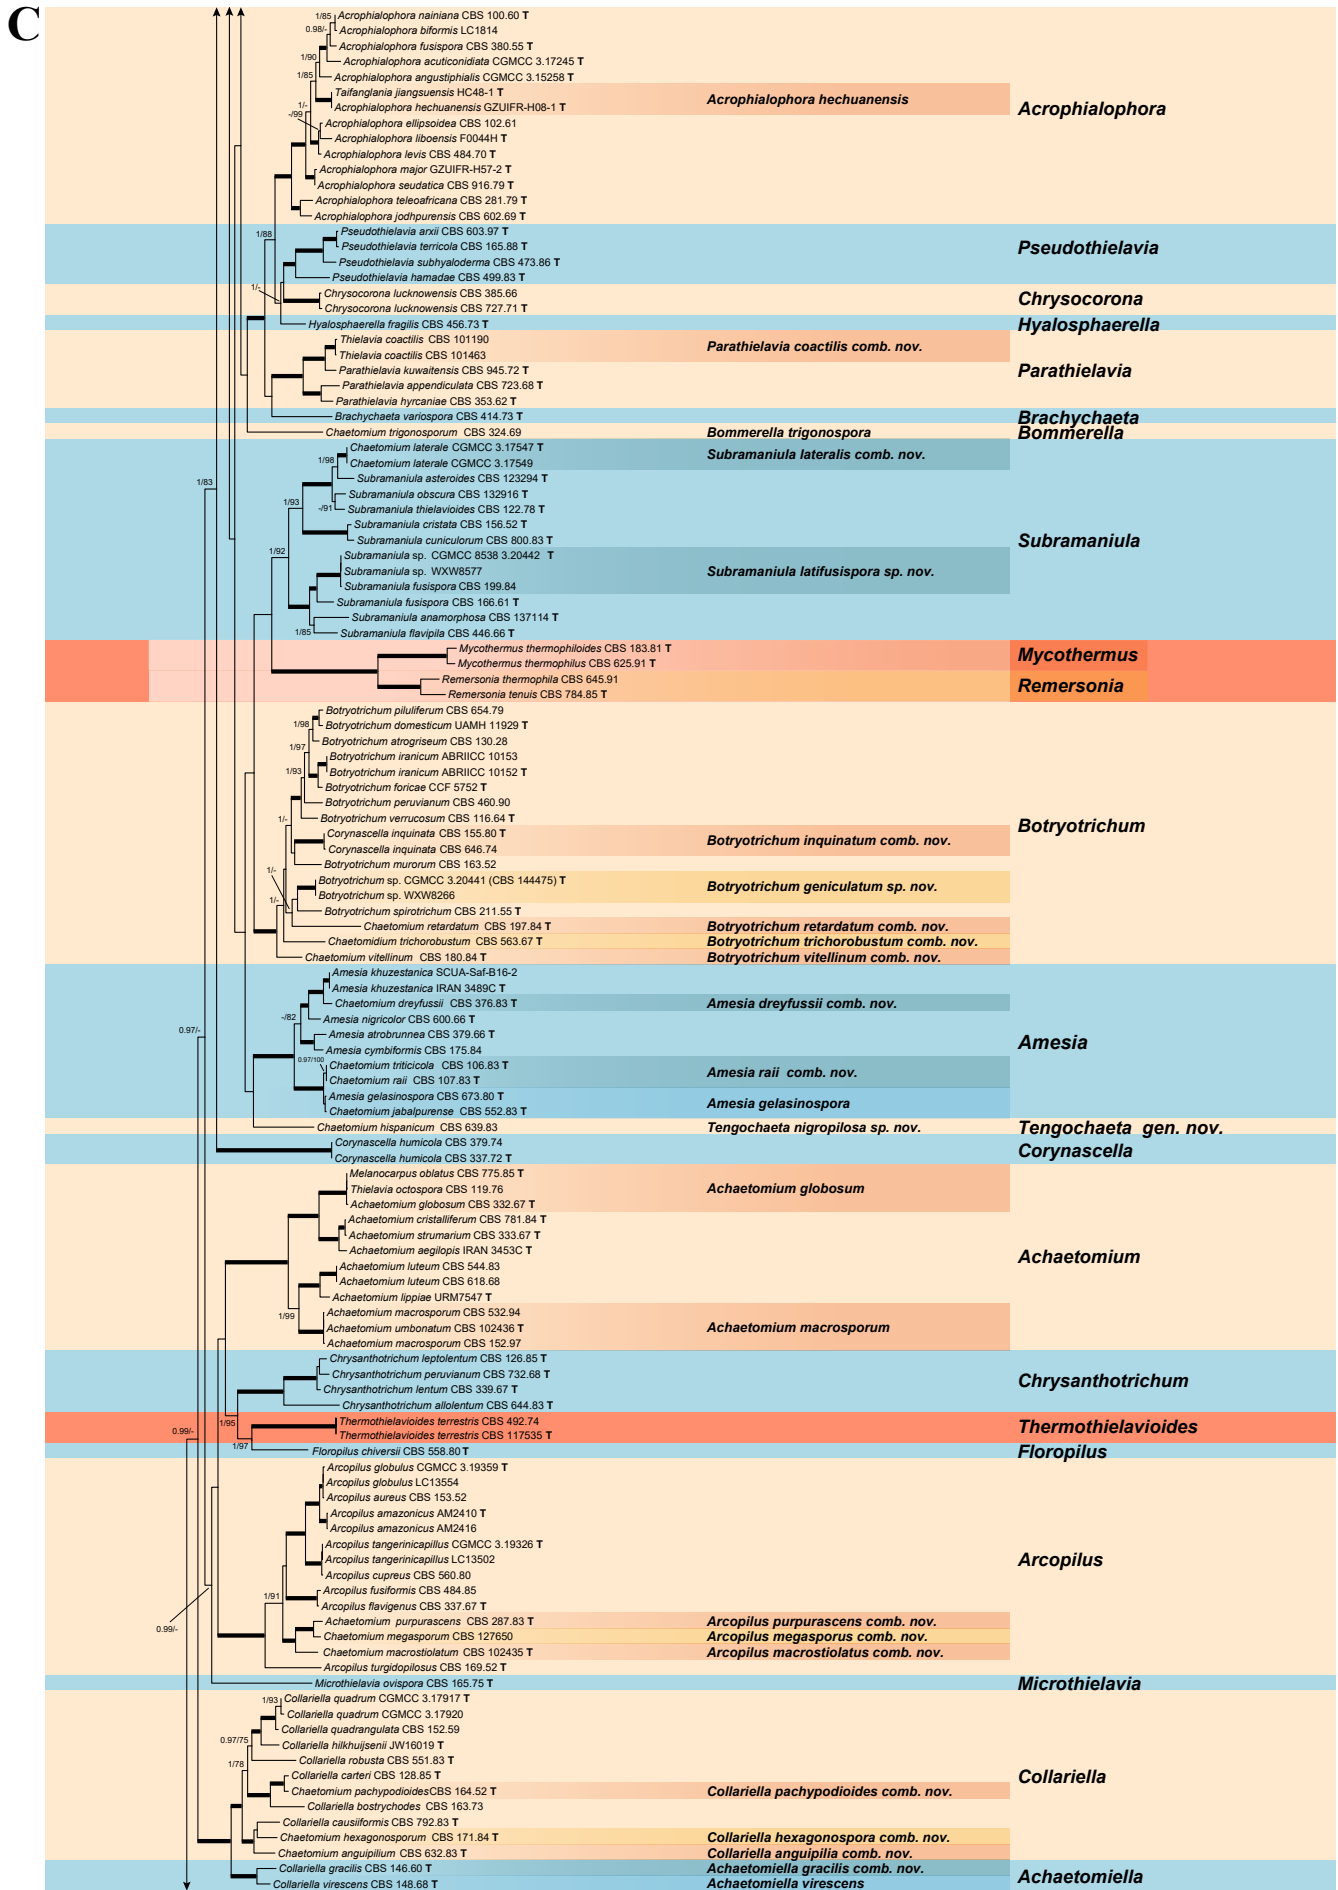 C
1/85
Acrophialophora nainiana CBS 100.60 T
0.98/-
Acrophialophora biformis LC1814
Acrophialophora fusispora CBS 380.55 T
1/90
Acrophialophora acuticonidiata CGMCC 3.17245 T
1/85
Acrophialophora angustiphialis CGMCC 3.15258 T
Taifanglania jiangsuensis HC48-1 T
Acrophialophora hechuanensis
Acrophialophora hechuanensis GZUIFR-H08-1 T
Acrophialophora
1/-
-/99
Acrophialophora ellipsoidea CBS 102.61
Acrophialophora liboensis F0044H T
Acrophialophora levis CBS 484.70 T
Acrophialophora major GZUIFR-H57-2 T
Acrophialophora seudatica CBS 916.79 T
Acrophialophora teleoafricana CBS 281.79 T
Acrophialophora jodhpurensis CBS 602.69 T
1/88
Pseudothielavia arxii CBS 603.97 T
Pseudothielavia terricola CBS 165.88 T
Pseudothielavia
Pseudothielavia subhyaloderma CBS 473.86 T
Pseudothielavia hamadae CBS 499.83 T
1/-
Chrysocorona lucknowensis CBS 385.66
Chrysocorona
Chrysocorona lucknowensis CBS 727.71 T
Hyalosphaerella fragilis CBS 456.73 T
Hyalosphaerella
Thielavia coactilis CBS 101190
Parathielavia coactilis comb. nov.
Thielavia coactilis CBS 101463
Parathielavia kuwaitensis CBS 945.72 T
Parathielavia
Parathielavia appendiculata CBS 723.68 T
Parathielavia hyrcaniae CBS 353.62 T
Brachychaeta variospora CBS 414.73 T
Brachychaeta
Chaetomium trigonosporum CBS 324.69
Bommerella trigonospora
Bommerella
Chaetomium laterale CGMCC 3.17547 T
Subramaniula lateralis comb. nov.
1/98
Chaetomium laterale CGMCC 3.17549
Subramaniula asteroides CBS 123294 T
1/83
Subramaniula obscura CBS 132916 T
1/93
-/91
Subramaniula thielavioides CBS 122.78 T
Subramaniula cristata CBS 156.52 T
Subramaniula cuniculorum CBS 800.83 T
Subramaniula
1/92
Subramaniula sp. CGMCC 8538 3.20442 T
Subramaniula sp. WXW8577
Subramaniula latifusispora sp. nov.
Subramaniula fusispora CBS 199.84
Subramaniula fusispora CBS 166.61 T
Subramaniula anamorphosa CBS 137114 T
1/85
Subramaniula flavipila CBS 446.66 T
Mycothermus thermophiloides CBS 183.81 T
Mycothermus
Mycothermus thermophilus CBS 625.91 T
Remersonia thermophila CBS 645.91
Remersonia
Remersonia tenuis CBS 784.85 T
Botryotrichum piluliferum CBS 654.79
1/98
Botryotrichum domesticum UAMH 11929 T
Botryotrichum atrogriseum CBS 130.28
1/97
Botryotrichum iranicum ABRIICC 10153
1/93
Botryotrichum iranicum ABRIICC 10152 T
Botryotrichum foricae CCF 5752 T
Botryotrichum peruvianum CBS 460.90
1/-
Botryotrichum verrucosum CBS 116.64 T
Botryotrichum
Corynascella inquinata CBS 155.80 T
Botryotrichum inquinatum comb. nov.
Corynascella inquinata CBS 646.74
Botryotrichum murorum CBS 163.52
1/-
Botryotrichum sp. CGMCC 3.20441 (CBS 144475) T
Botryotrichum geniculatum sp. nov.
Botryotrichum sp. WXW8266
1/-
Botryotrichum spirotrichum CBS 211.55 T
Chaetomium retardatum CBS 197.84 T
Botryotrichum retardatum comb. nov.
Chaetomidium trichorobustum CBS 563.67 T
Botryotrichum trichorobustum comb. nov.
Chaetomium vitellinum CBS 180.84 T
Botryotrichum vitellinum comb. nov.
Amesia khuzestanica SCUA-Saf-B16-2
Amesia khuzestanica IRAN 3489C T
Chaetomium dreyfussii CBS 376.83 T
Amesia dreyfussii comb. nov.
-/82
Amesia nigricolor CBS 600.66 T
0.97/-
Amesia atrobrunnea CBS 379.66 T
Amesia
Amesia cymbiformis CBS 175.84
0.97/100
Chaetomium triticicola CBS 106.83 T
Amesia raii comb. nov.
Chaetomium raii CBS 107.83 T
Amesia gelasinospora CBS 673.80 T
Amesia gelasinospora
Chaetomium jabalpurense CBS 552.83 T
Chaetomium hispanicum CBS 639.83
Tengochaeta nigropilosa sp. nov.
Tengochaeta gen. nov.
Corynascella humicola CBS 379.74
Corynascella
Corynascella humicola CBS 337.72 T
Melanocarpus oblatus CBS 775.85 T
Thielavia octospora CBS 119.76
Achaetomium globosum
Achaetomium globosum CBS 332.67 T
Achaetomium cristalliferum CBS 781.84 T
Achaetomium strumarium CBS 333.67 T
Achaetomium aegilopis IRAN 3453C T
Achaetomium
Achaetomium luteum CBS 544.83
Achaetomium luteum CBS 618.68
Achaetomium lippiae URM7547 T
1/99
Achaetomium macrosporum CBS 532.94
Achaetomium umbonatum CBS 102436 T
Achaetomium macrosporum
Achaetomium macrosporum CBS 152.97
Chrysanthotrichum leptolentum CBS 126.85 T
Chrysanthotrichum peruvianum CBS 732.68 T
Chrysanthotrichum
Chrysanthotrichum lentum CBS 339.67 T
Chrysanthotrichum allolentum CBS 644.83 T
1/95
Thermothielavioides terrestris CBS 492.74
Thermothielavioides
0.99/-
Thermothielavioides terrestris CBS 117535 T
1/97
Floropilus chiversii CBS 558.80 T
Floropilus
Arcopilus globulus CGMCC 3.19359 T
Arcopilus globulus LC13554
Arcopilus aureus CBS 153.52
Arcopilus amazonicus AM2410 T
Arcopilus amazonicus AM2416
Arcopilus tangerinicapillus CGMCC 3.19326 T
Arcopilus tangerinicapillus LC13502
Arcopilus
Arcopilus cupreus CBS 560.80
1/91
Arcopilus fusiformis CBS 484.85
Arcopilus flavigenus CBS 337.67 T
Achaetomium purpurascens CBS 287.83 T
Arcopilus purpurascens comb. nov.
0.99/-
Chaetomium megasporum CBS 127650
Arcopilus megasporus comb. nov.
Chaetomium macrostiolatum CBS 102435 T
Arcopilus macrostiolatus comb. nov.
Arcopilus turgidopilosus CBS 169.52 T
Microthielavia ovispora CBS 165.75 T
Microthielavia
1/93
Collariella quadrum CGMCC 3.17917 T
Collariella quadrum CGMCC 3.17920
Collariella quadrangulata CBS 152.59
0.97/75
Collariella hilkhuijsenii JW16019 T
1/78
Collariella robusta CBS 551.83 T
Collariella carteri CBS 128.85 T
Collariella
Chaetomium pachypodioidesCBS 164.52 T
Collariella pachypodioides comb. nov.
Collariella bostrychodes CBS 163.73
Collariella causiiformis CBS 792.83 T
Chaetomium hexagonosporum CBS 171.84 T
Collariella hexagonospora comb. nov.
Chaetomium anguipilium CBS 632.83 T
Collariella anguipilia comb. nov.
Collariella gracilis CBS 146.60 T
Achaetomiella gracilis comb. nov.
Achaetomiella
Collariella virescens CBS 148.68 T
Achaetomiella virescens